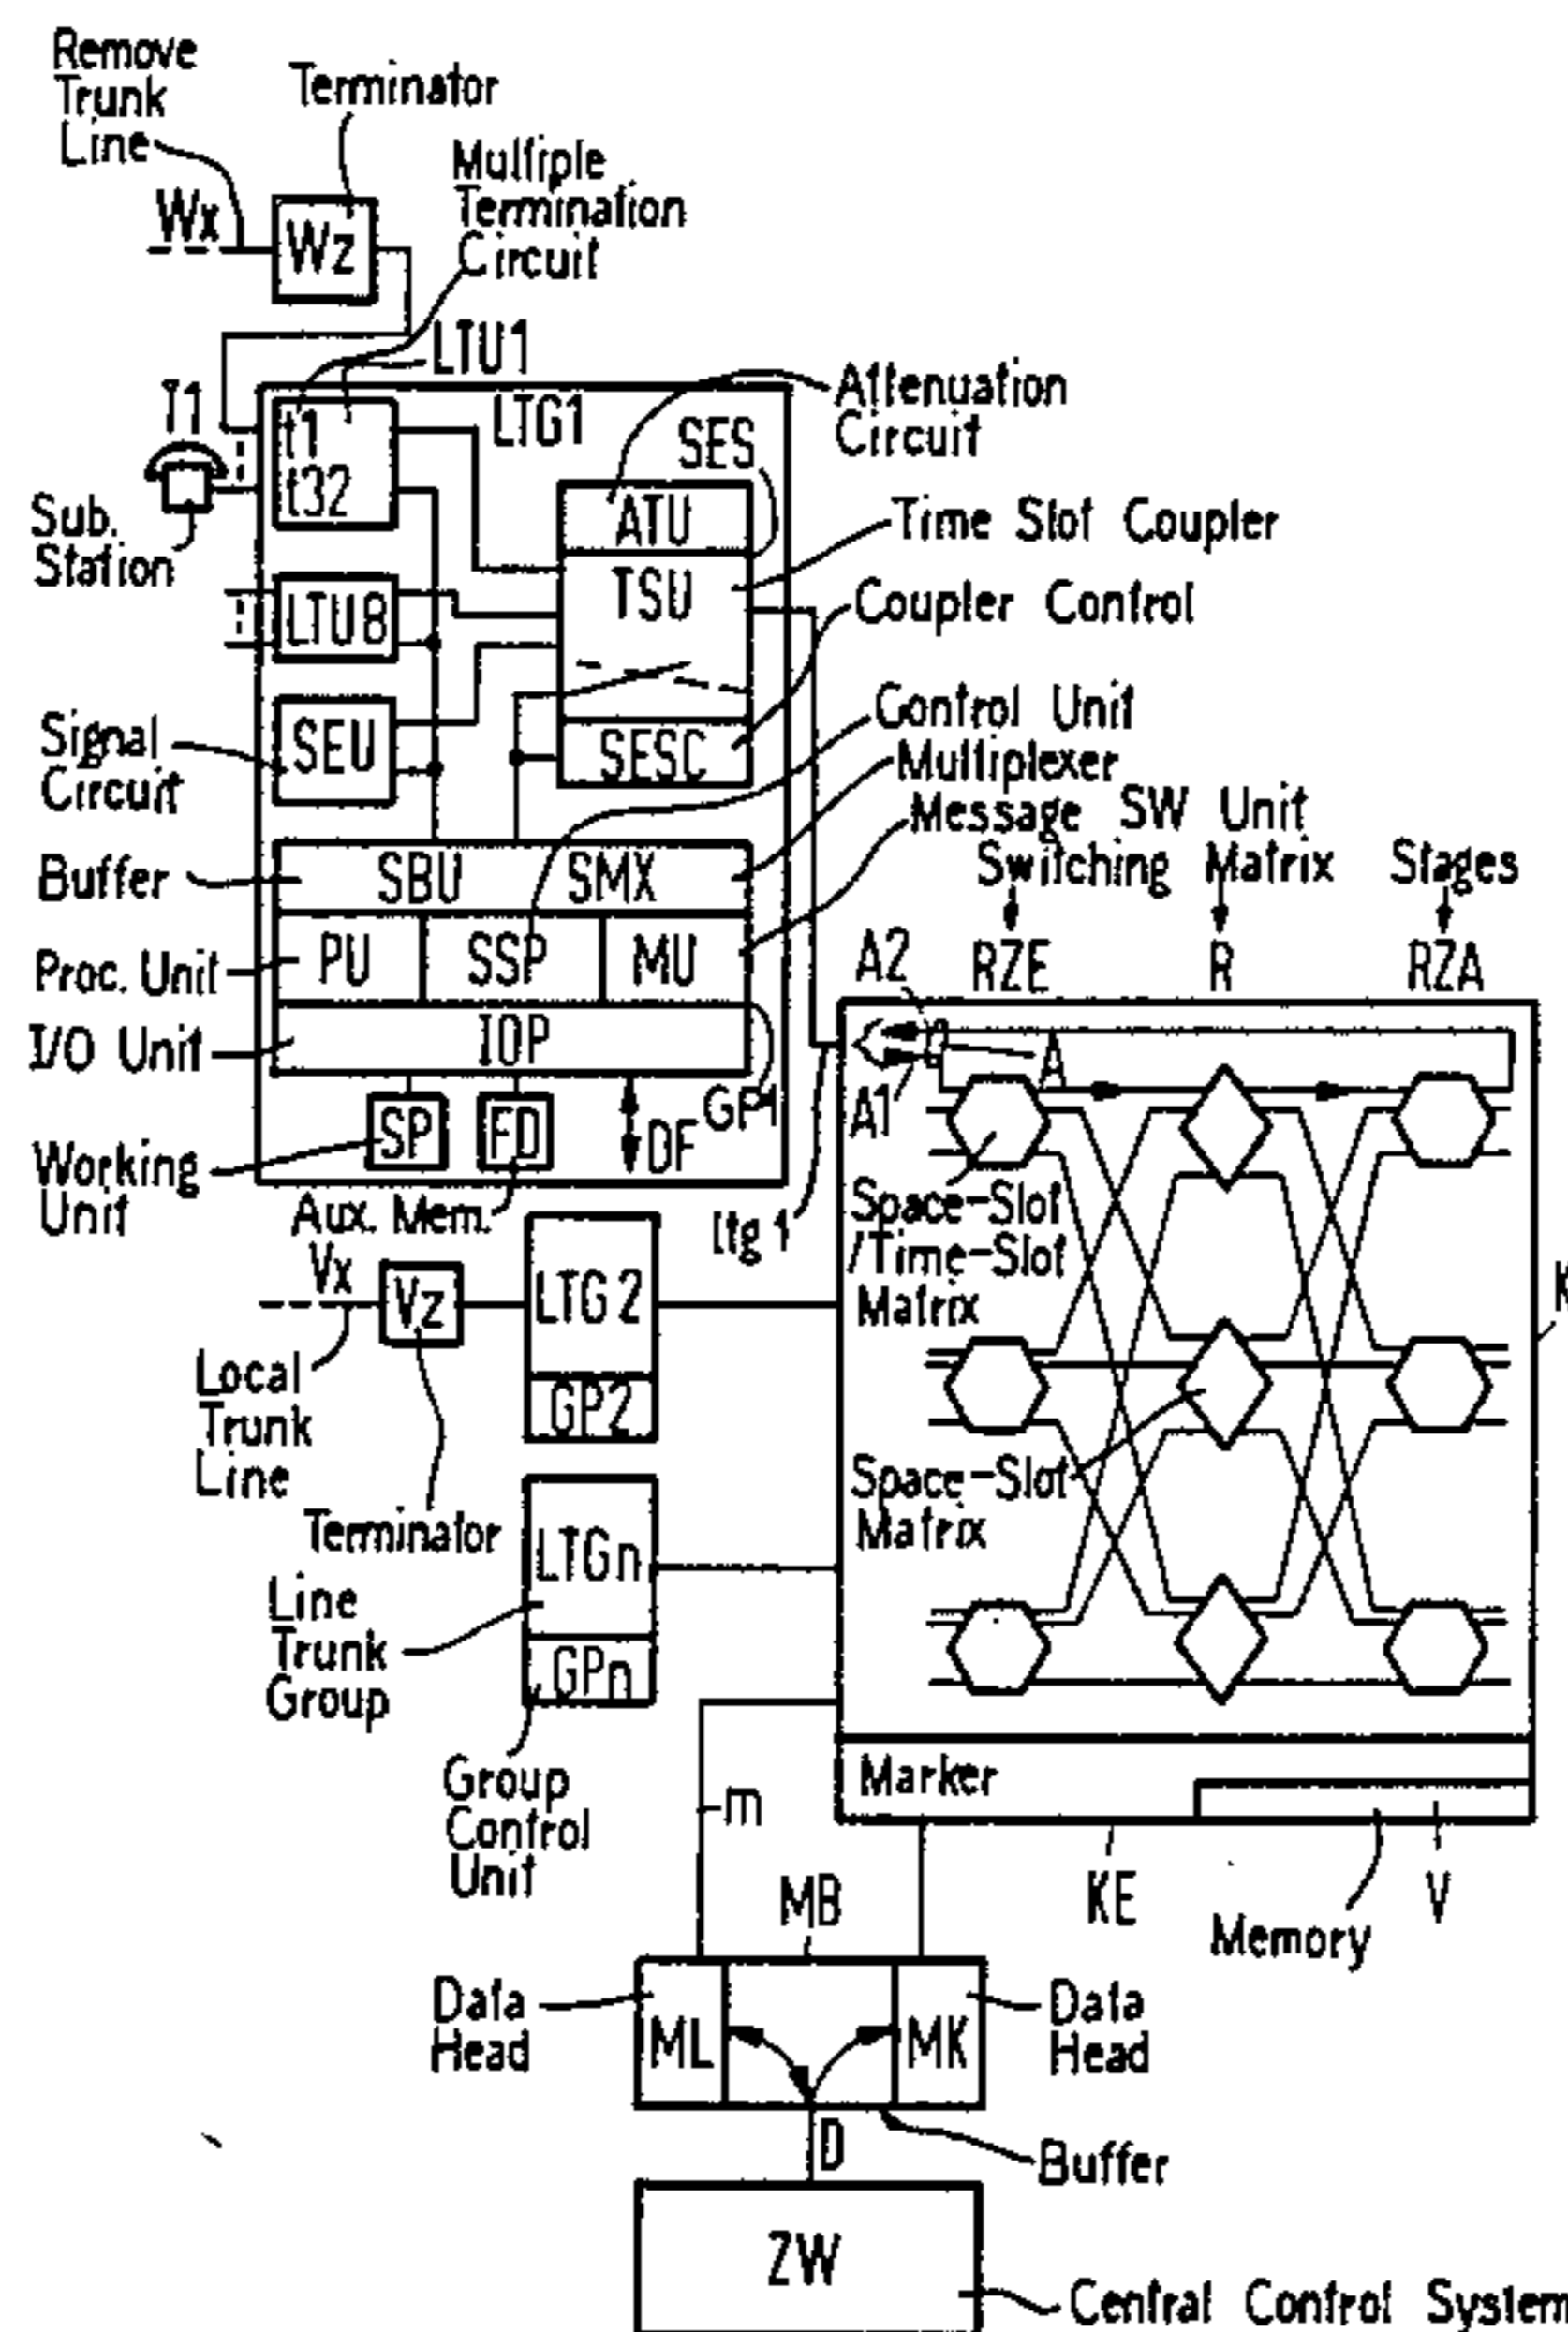 Remove
Trunk
Line
Terminator
Multiple
Termination
Circuit
Wx
Wz
LTU1
T1
t1
t32
LTG1
SES
Attenuation
Circuit
ATU
Sub.
Station
Time Slot Coupler
TSU
Coupler Control
LTU8
Signal
Circuit
SEU
SESC
Control Unit
Multiplexer
Message SW Unit
Switching Matrix Stages
Buffer
SBU SMX
Proc. Unit
PU SSP MU
A2
RZE R RZA
I/O Unit
IOP
A
A1
GP1
SP FD DF
Working
Unit
Aux. Mem.
ltg 1
Space-Slot
/Time-Slot
Matrix
K
Vx
Vz
LTG2
GP2
Local
Trunk
Line
Terminator
Space-Slot
Matrix
LTGn
GPn
Line
Trunk
Group
Group
Control
Unit
m
Marker
MB
KE
Memory
V
Data
Head
ML
MK
Data
Head
D
Buffer
ZW
Central Control System